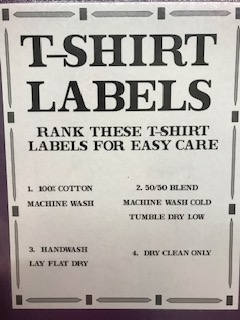 T-SHIRT
LABELS
RANK THESE T-SHIRT
LABELS FOR EASY CARE
1. 100% COTTON
MACHINE WASH
2. 50/50 BLEND
MACHINE WASH COLD
TUMBLE DRY LOW
3. HANDWASH
LAY FLAT DRY
4. DRY CLEAN ONLY